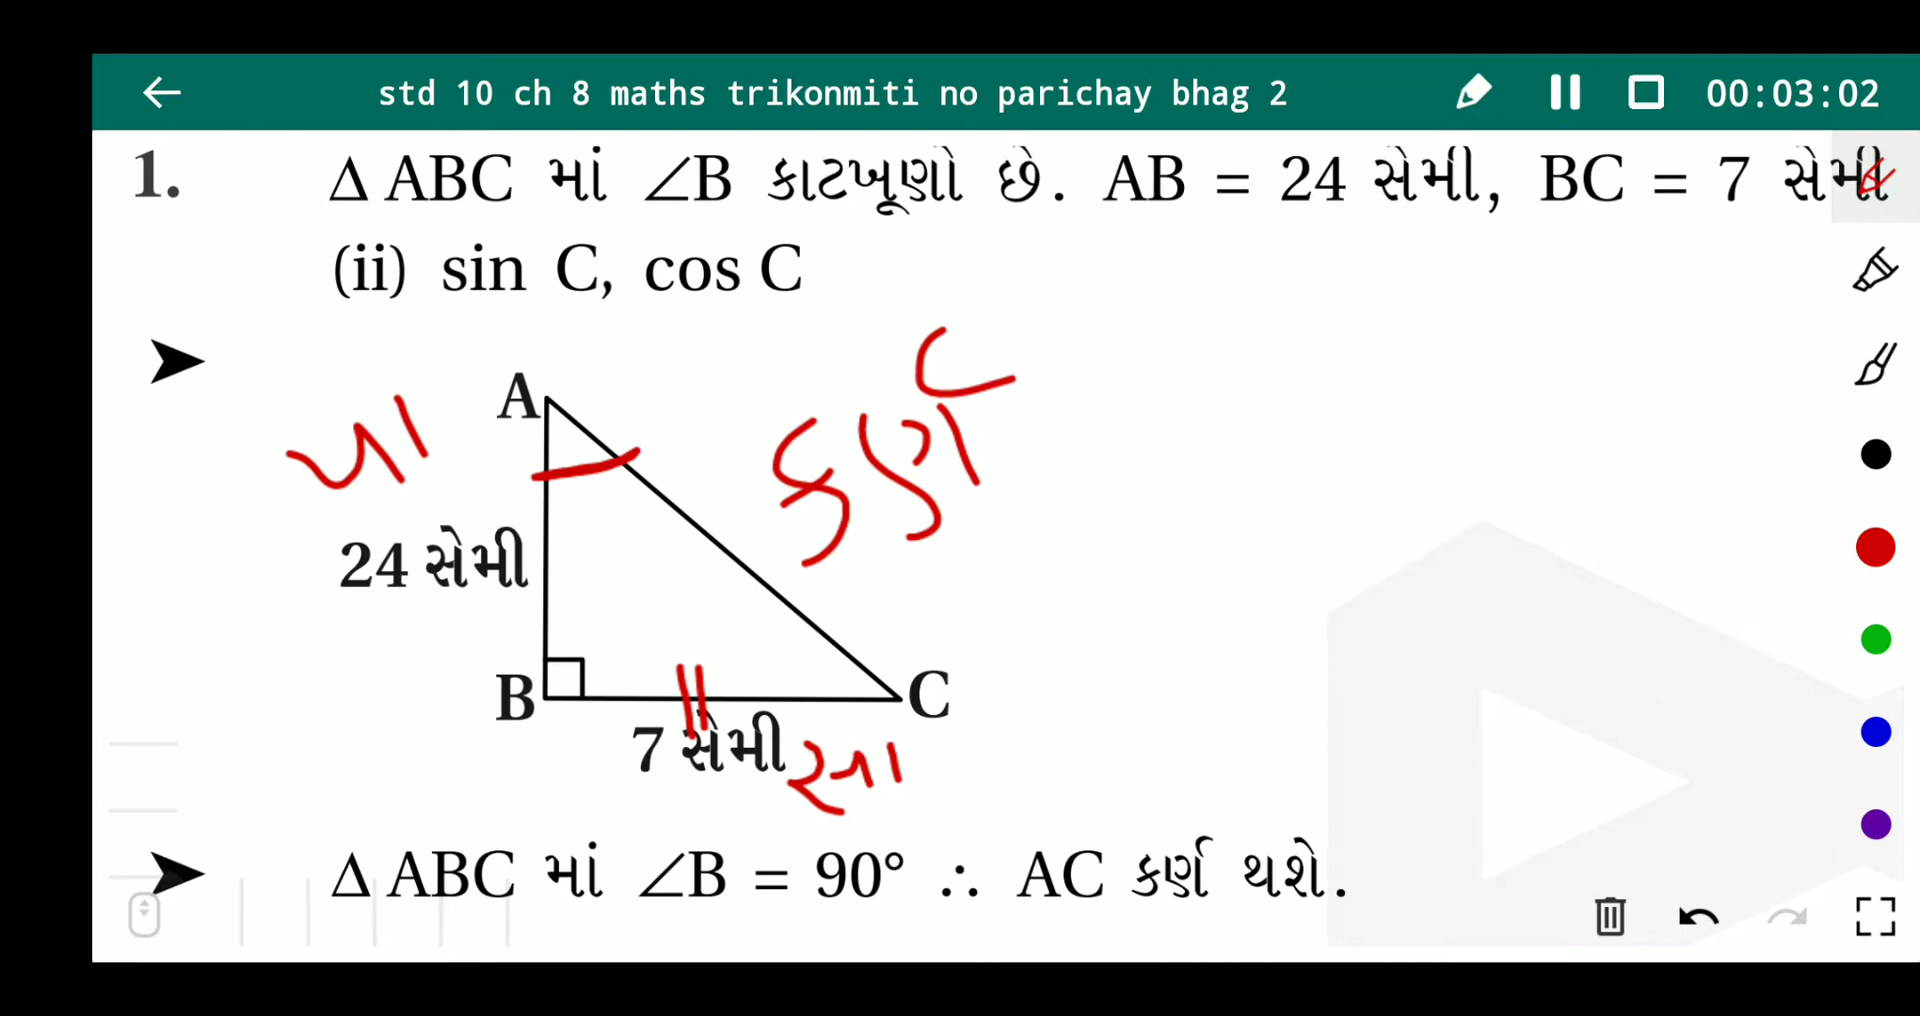 std 10 ch 8 maths trikonmiti no parichay bhag 2 00:03:02
1. Δ ABC માં ∠B કાટખૂણો છે. AB = 24 સેમી, BC = 7 સેમી
(ii) sin C, cos C
A
પા
કર્ણ
24 સેમી
B
C
7 સેમી
સા
➤ Δ ABC માં ∠B = 90° ∴ AC કર્ણ થશે.